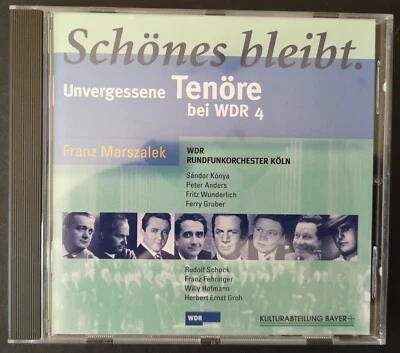 Schönes bleibt.
Unvergessene Tenöre
bei WDR 4
Franz Marszalek
WDR
RUNDFUNKORCHESTER KÖLN
Sándor Kónya
Peter Anders
Fritz Wunderlich
Ferry Gruber
Rudolf Schock
Franz Fehringer
Willy Hofmann
Herbert Ernst Groh
WDR
KULTURABTEILUNG BAYER